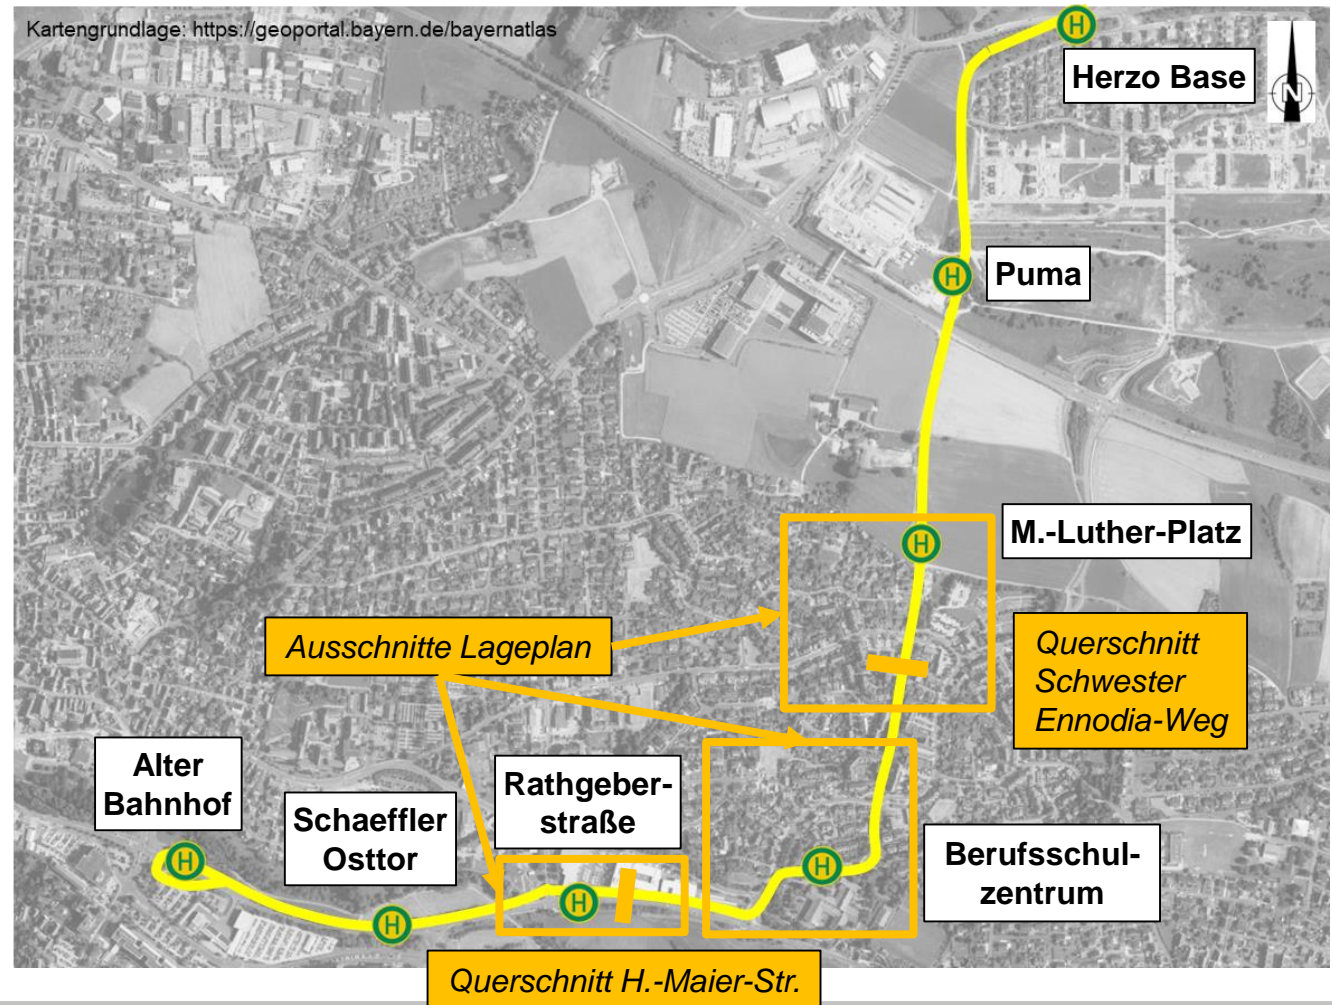 Kartengrundlage: https://geoportal.bayern.de/bayernatlas
H
Herzo Base
N
H
Puma
H
M.-Luther-Platz
Ausschnitte Lageplan
Querschnitt
Schwester
Ennodia-Weg
Alter
Bahnhof
H
Schaeffler
Osttor
H
Rathgeber-
straße
H
H
Berufsschul-
zentrum
Querschnitt H.-Maier-Str.